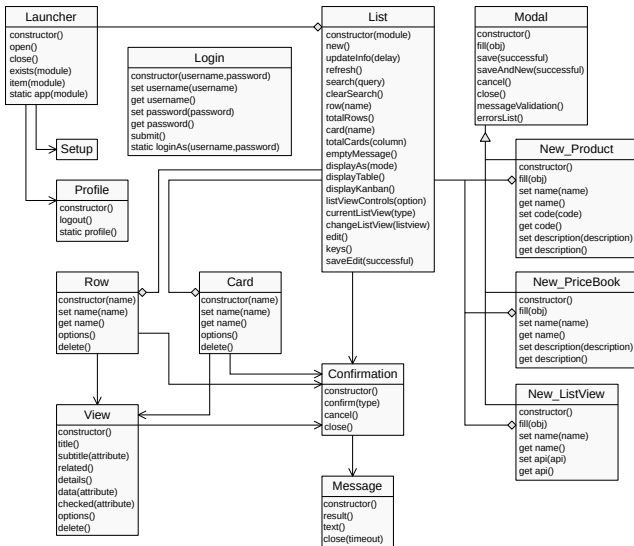 Launcher
constructor()
open()
close()
exists(module)
item(module)
static app(module)
Login
constructor(username,password)
set username(username)
get username()
set password(password)
get password()
submit()
static loginAs(username,password)
List
constructor(module)
new()
updateInfo(delay)
refresh()
search(query)
clearSearch()
row(name)
totalRows()
card(name)
totalCards(column)
emptyMessage()
displayAs(mode)
displayTable()
displayKanban()
listViewControls(option)
currentListView(type)
changeListView(listview)
edit()
keys()
saveEdit(successful)
Modal
constructor()
fill(obj)
save(successful)
saveAndNew(successful)
cancel()
close()
messageValidation()
errorsList()
Setup
Profile
constructor()
logout()
static profile()
New_Product
constructor()
fill(obj)
set name(name)
get name()
set code(code)
get code()
set description(description)
get description()
Row
constructor(name)
set name(name)
get name()
options()
delete()
Card
constructor(name)
set name(name)
get name()
options()
delete()
New_PriceBook
constructor()
fill(obj)
set name(name)
get name()
set description(description)
get description()
Confirmation
constructor()
confirm(type)
cancel()
close()
New_ListView
constructor()
fill(obj)
set name(name)
get name()
set api(api)
get api()
View
constructor()
title()
subtitle(attribute)
related()
details()
data(attribute)
checked(attribute)
options()
delete()
Message
constructor()
result()
text()
close(timeout)